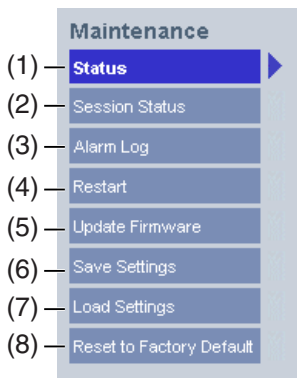 Maintenance
(1) Status
(2) Session Status
(3) Alarm Log
(4) Restart
(5) Update Firmware
(6) Save Settings
(7) Load Settings
(8) Reset to Factory Default